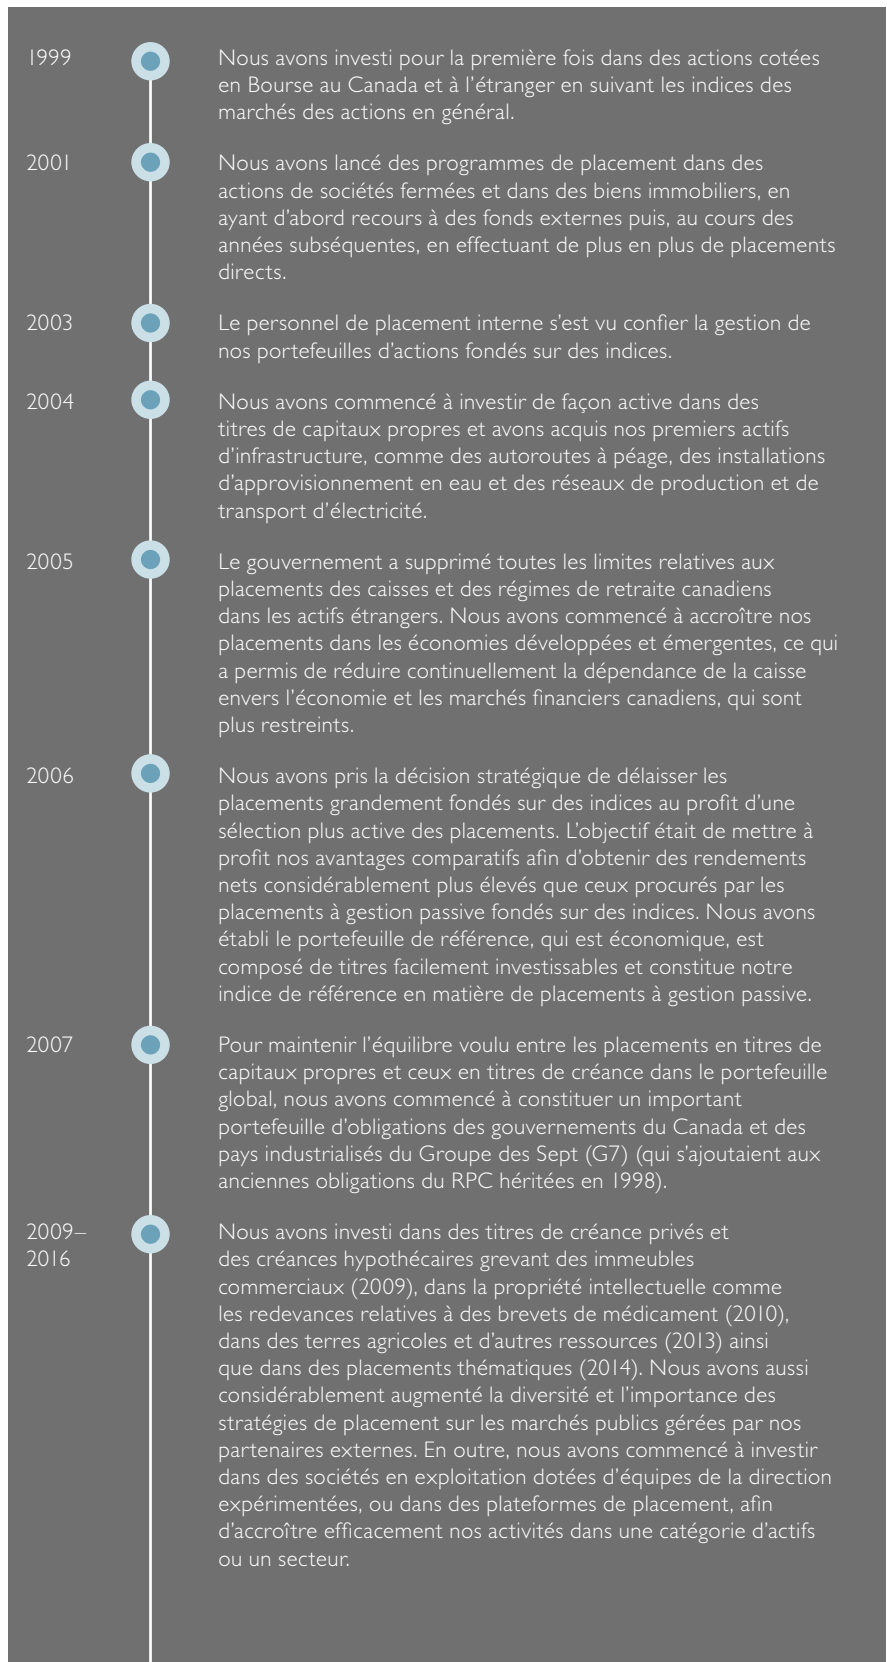 1999
Nous avons investi pour la première fois dans des actions cotées
en Bourse au Canada et à l’étranger en suivant les indices des
marchés des actions en général.
2001
Nous avons lancé des programmes de placement dans des
actions de sociétés fermées et dans des biens immobiliers, en
ayant d’abord recours à des fonds externes puis, au cours des
années subséquentes, en effectuant de plus en plus de placements
directs.
2003
Le personnel de placement interne s’est vu confier la gestion de
nos portefeuilles d’actions fondés sur des indices.
2004
Nous avons commencé à investir de façon active dans des
titres de capitaux propres et avons acquis nos premiers actifs
d’infrastructure, comme des autoroutes à péage, des installations
d’approvisionnement en eau et des réseaux de production et de
transport d’électricité.
2005
Le gouvernement a supprimé toutes les limites relatives aux
placements des caisses et des régimes de retraite canadiens
dans les actifs étrangers. Nous avons commencé à accroître nos
placements dans les économies développées et émergentes, ce qui
a permis de réduire continuellement la dépendance de la caisse
envers l’économie et les marchés financiers canadiens, qui sont
plus restreints.
2006
Nous avons pris la décision stratégique de délaisser les
placements grandement fondés sur des indices au profit d’une
sélection plus active des placements. L’objectif était de mettre à
profit nos avantages comparatifs afin d’obtenir des rendements
nets considérablement plus élevés que ceux procurés par les
placements à gestion passive fondés sur des indices. Nous avons
établi le portefeuille de référence, qui est économique, est
composé de titres facilement investissables et constitue notre
indice de référence en matière de placements à gestion passive.
2007
Pour maintenir l’équilibre voulu entre les placements en titres de
capitaux propres et ceux en titres de créance dans le portefeuille
global, nous avons commencé à constituer un important
portefeuille d’obligations des gouvernements du Canada et des
pays industrialisés du Groupe des Sept (G7) (qui s’ajoutaient aux
anciennes obligations du RPC héritées en 1998).
2009–
2016
Nous avons investi dans des titres de créance privés et
des créances hypothécaires grevant des immeubles
commerciaux (2009), dans la propriété intellectuelle comme
les redevances relatives à des brevets de médicament (2010),
dans des terres agricoles et d’autres ressources (2013) ainsi
que dans des placements thématiques (2014). Nous avons aussi
considérablement augmenté la diversité et l’importance des
stratégies de placement sur les marchés publics gérées par nos
partenaires externes. En outre, nous avons commencé à investir
dans des sociétés en exploitation dotées d’équipes de la direction
expérimentées, ou dans des plateformes de placement, afin
d’accroître efficacement nos activités dans une catégorie d’actifs
ou un secteur.